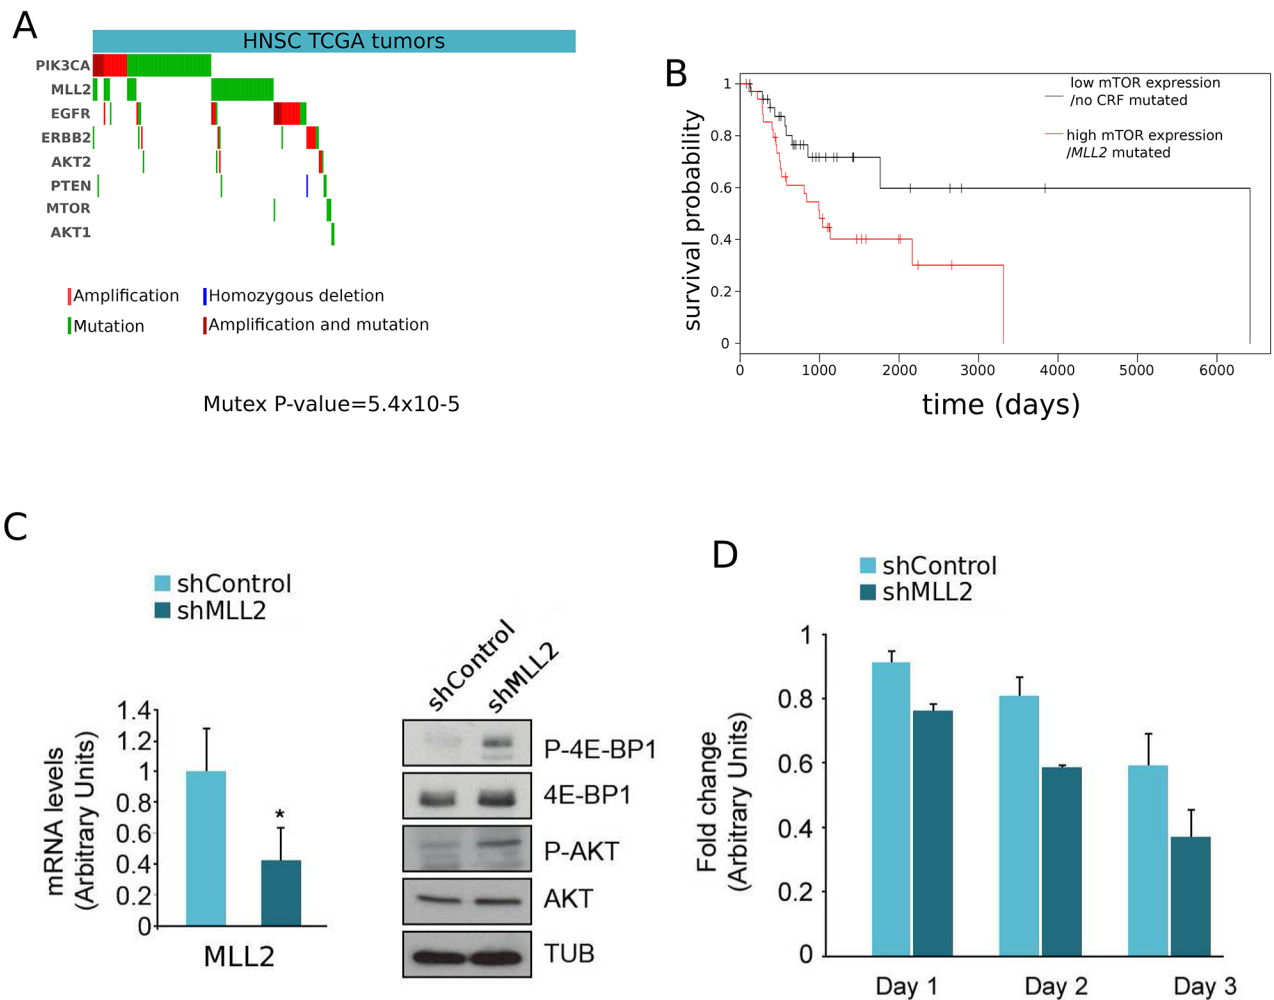 A
HNSC TCGA tumors
PIK3CA
MLL2
EGFR
ERBB2
AKT2
PTEN
MTOR
AKT1
Amplification
Homozygous deletion
Mutation
Amplification and mutation
Mutex P-value=5.4x10-5
B
low mTOR expression
/no CRF mutated
high mTOR expression
/MLL2 mutated
survival probability
1
0.8
0.6
0.4
0.2
0
0 1000 2000 3000 4000 5000 6000
time (days)
C
shControl
shMLL2
mRNA levels
(Arbitrary Units)
1.4
1.2
1
0.8
0.6
0.4
0.2
0
*
MLL2
shControl
shMLL2
P-4E-BP1
4E-BP1
P-AKT
AKT
TUB
D
shControl
shMLL2
Fold change
(Arbitrary Units)
1
0.8
0.6
0.4
0.2
0
Day 1 Day 2 Day 3